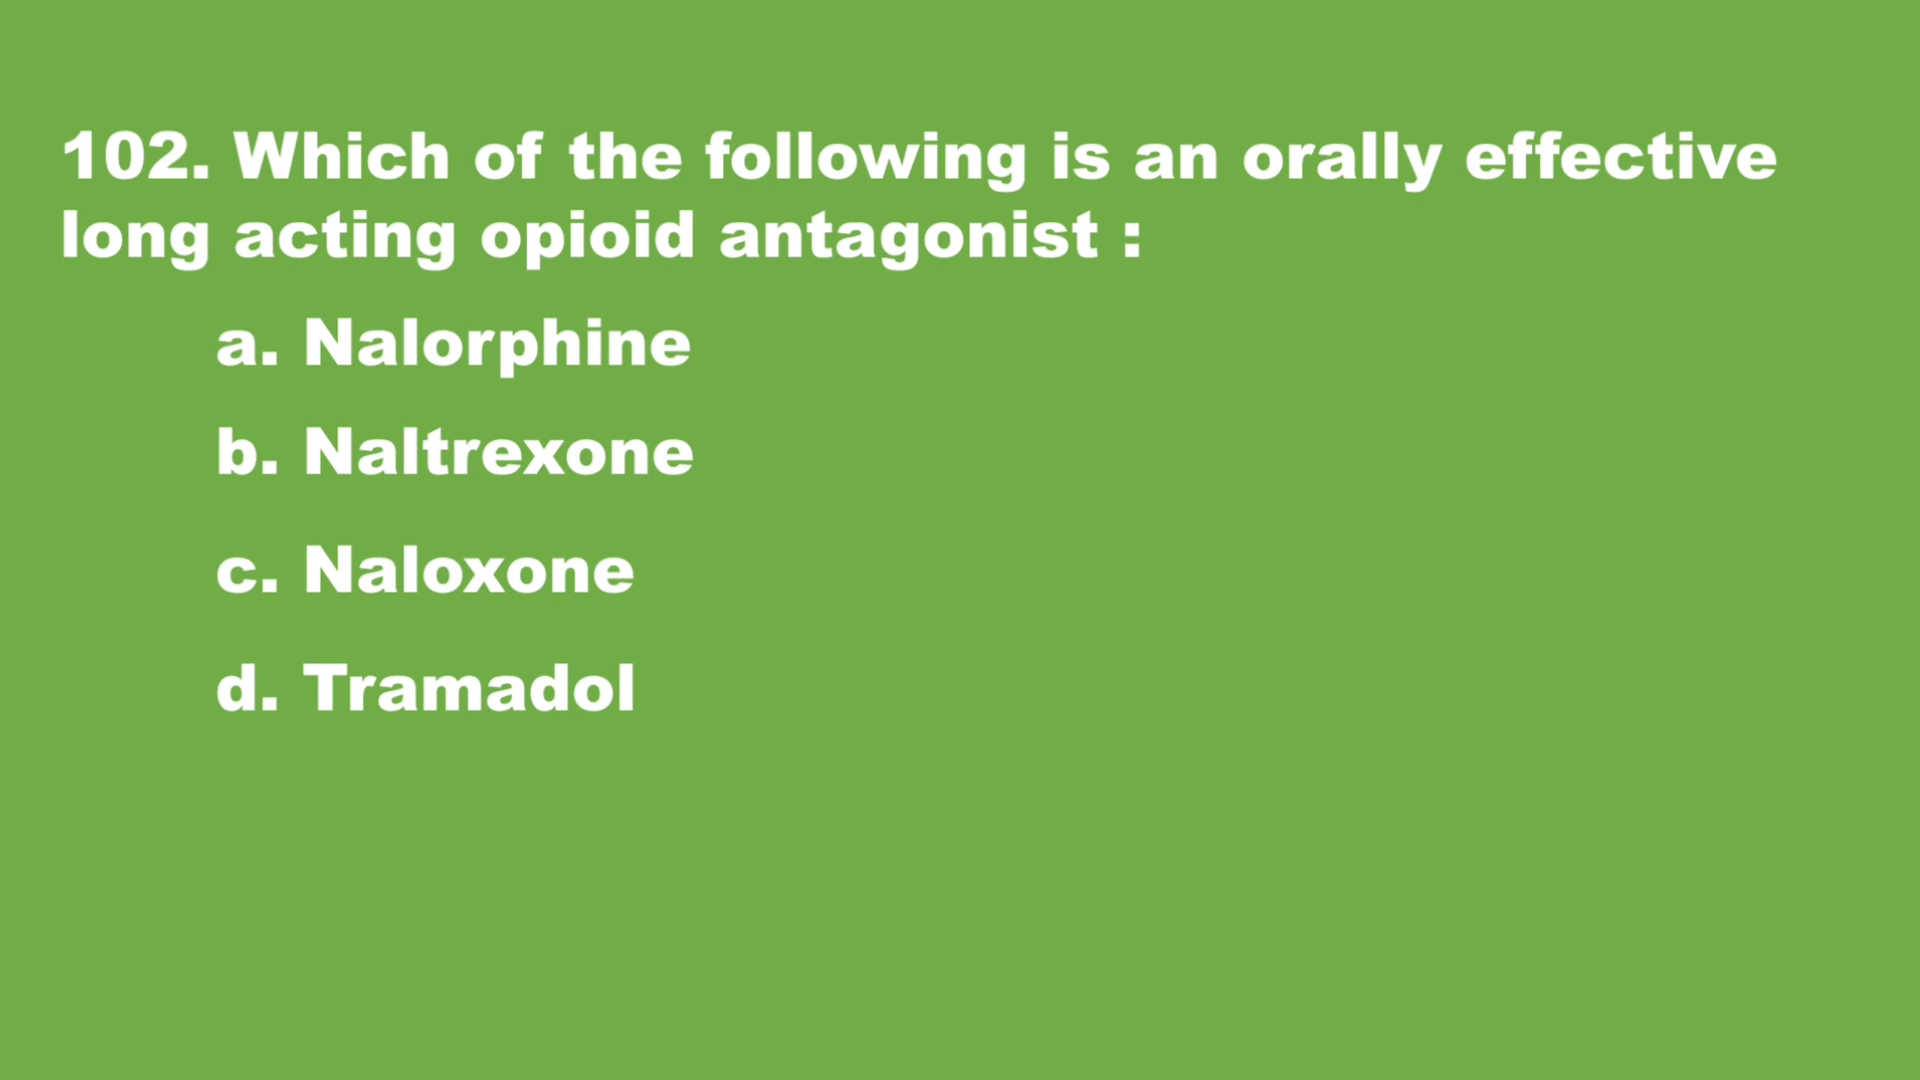 102. Which of the following is an orally effective
long acting opioid antagonist :
a. Nalorphine
b. Naltrexone
c. Naloxone
d. Tramadol